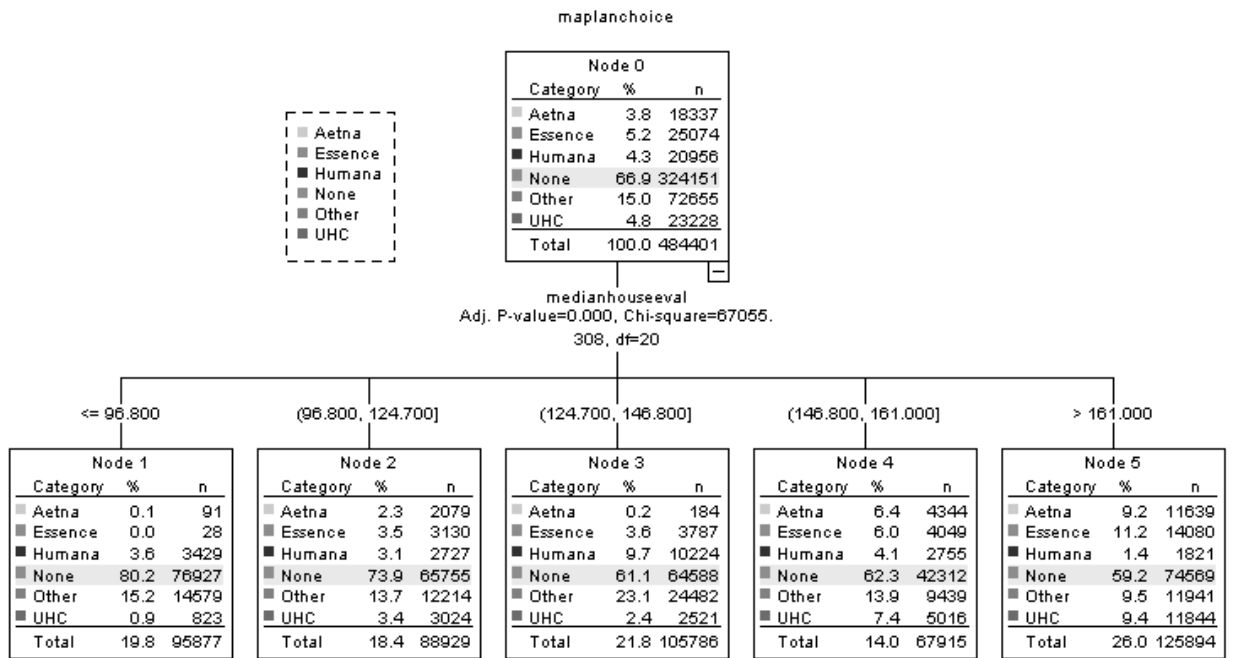 maplanchoice
Node 0
Category % n
Aetna 3.8 18337
Essence 5.2 25074
Humana 4.3 20956
None 66.9 324151
Other 15.0 72655
UHC 4.8 23228
Total 100.0 484401
Aetna
Essence
Humana
None
Other
UHC
medianhouseeval
Adj. P-value=0.000, Chi-square=67055.
308, df=20
<= 96.800
(96.800, 124.700]
(124.700, 146.800]
(146.800, 161.000]
> 161.000
Node 1
Category % n
Aetna 0.1 91
Essence 0.0 28
Humana 3.6 3429
None 80.2 76927
Other 15.2 14579
UHC 0.9 823
Total 19.8 95877
Node 2
Category % n
Aetna 2.3 2079
Essence 3.5 3130
Humana 3.1 2727
None 73.9 65755
Other 13.7 12214
UHC 3.4 3024
Total 18.4 88929
Node 3
Category % n
Aetna 0.2 184
Essence 3.6 3787
Humana 9.7 10224
None 61.1 64588
Other 23.1 24482
UHC 2.4 2521
Total 21.8 105786
Node 4
Category % n
Aetna 6.4 4344
Essence 6.0 4049
Humana 4.1 2755
None 62.3 42312
Other 13.9 9439
UHC 7.4 5016
Total 14.0 67915
Node 5
Category % n
Aetna 9.2 11639
Essence 11.2 14080
Humana 1.4 1821
None 59.2 74569
Other 9.5 11941
UHC 9.4 11844
Total 26.0 125894